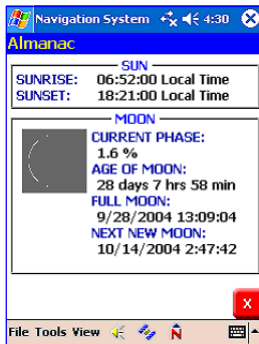 Navigation System 4:30
Almanac
SUN
SUNRISE: 06:52:00 Local Time
SUNSET: 18:21:00 Local Time
MOON
CURRENT PHASE:
1.6 %
AGE OF MOON:
28 days 7 hrs 58 min
FULL MOON:
9/28/2004 13:09:04
NEXT NEW MOON:
10/14/2004 2:47:42
X
File Tools View N